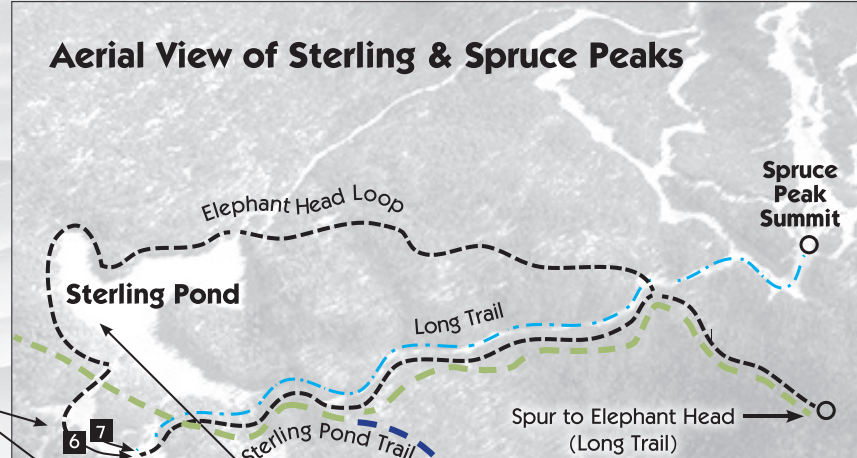 Aerial View of Sterling & Spruce Peaks
Spruce
Peak
Summit
Elephant Head Loop
Sterling Pond
Long Trail
Spur to Elephant Head
(Long Trail)
Sterling Pond Trail
6
7